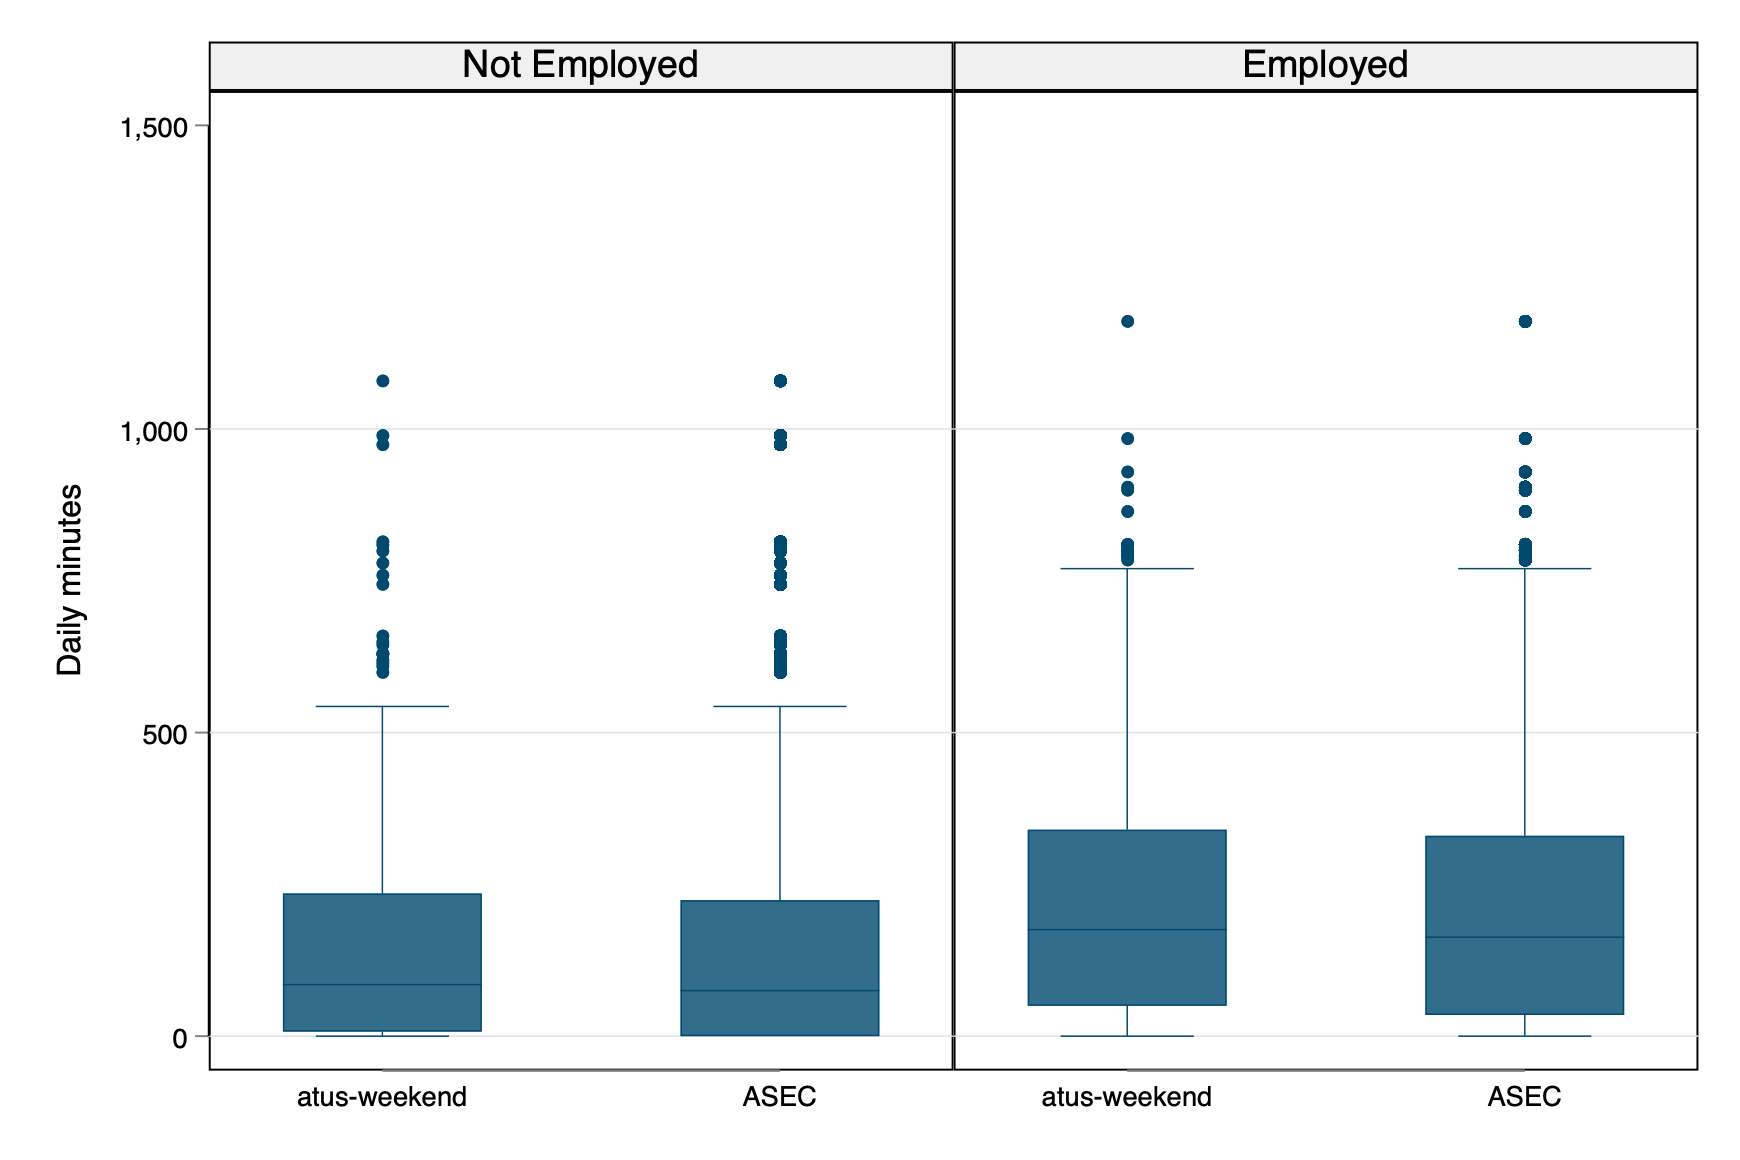 Not Employed
Employed
1,500
1,000
500
0
Daily minutes
atus-weekend
ASEC
atus-weekend
ASEC